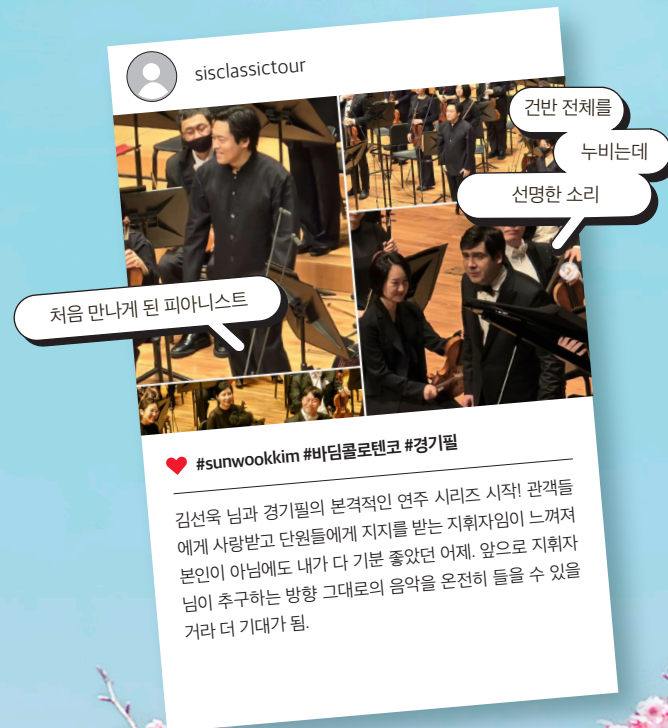 sisclassictour
건반 전체를
누비는데
선명한 소리
처음 만나게 된 피아니스트
#sunwookkim #바딤콜로텐코 #경기필
김선욱 님과 경기필의 본격적인 연주 시리즈 시작! 관객들
에게 사랑받고 단원들에게 지지를 받는 지휘자임이 느껴져
본인이 아님에도 내가 다 기분 좋았던 어제. 앞으로 지휘자
님이 추구하는 방향 그대로의 음악을 온전히 들을 수 있을
거라 더 기대가 됨.